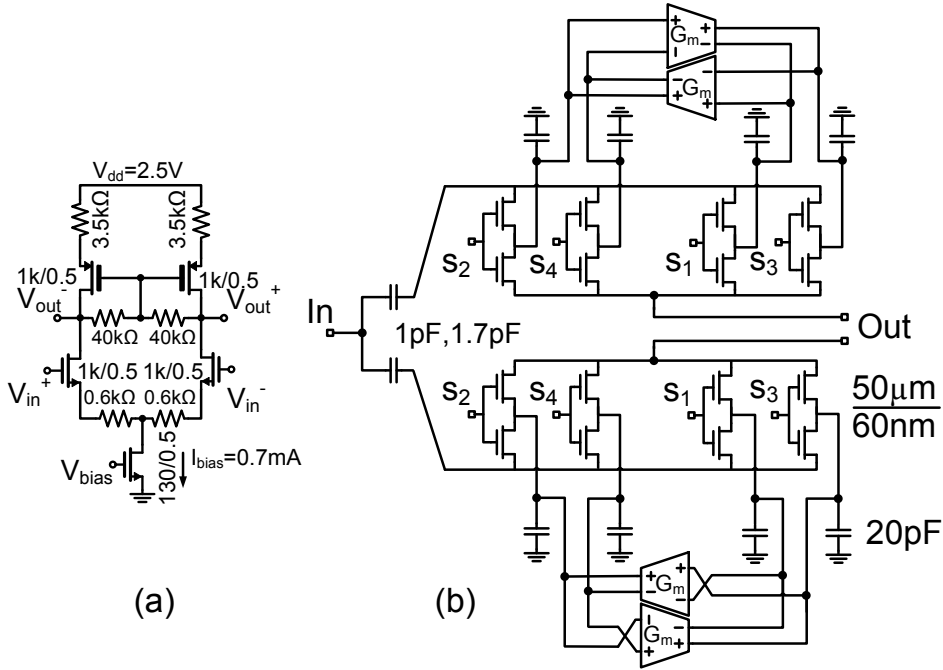 V_dd=2.5V
3.5kΩ 3.5kΩ
1k/0.5 1k/0.5
V_out^- V_out^+
40kΩ 40kΩ
V_in^+ 1k/0.5 1k/0.5 V_in^-
0.6kΩ 0.6kΩ
V_bias 130/0.5 I_bias=0.7mA
(a)
+ G_m + −
−
− G_m −
+ +
S_2 S_4 S_1 S_3
In
1pF,1.7pF
Out
S_2 S_4 S_1 S_3
50μm
60nm
20pF
+ G_m +
− −
− G_m −
+ +
(b)